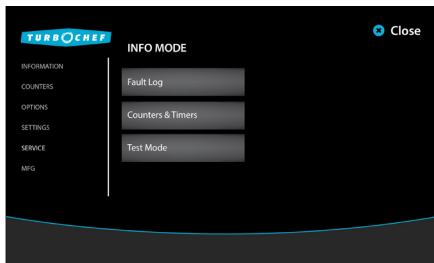 TURBOCHEF
INFORMATION
COUNTERS
OPTIONS
SETTINGS
SERVICE
MFG
INFO MODE
Fault Log
Counters & Timers
Test Mode
Close